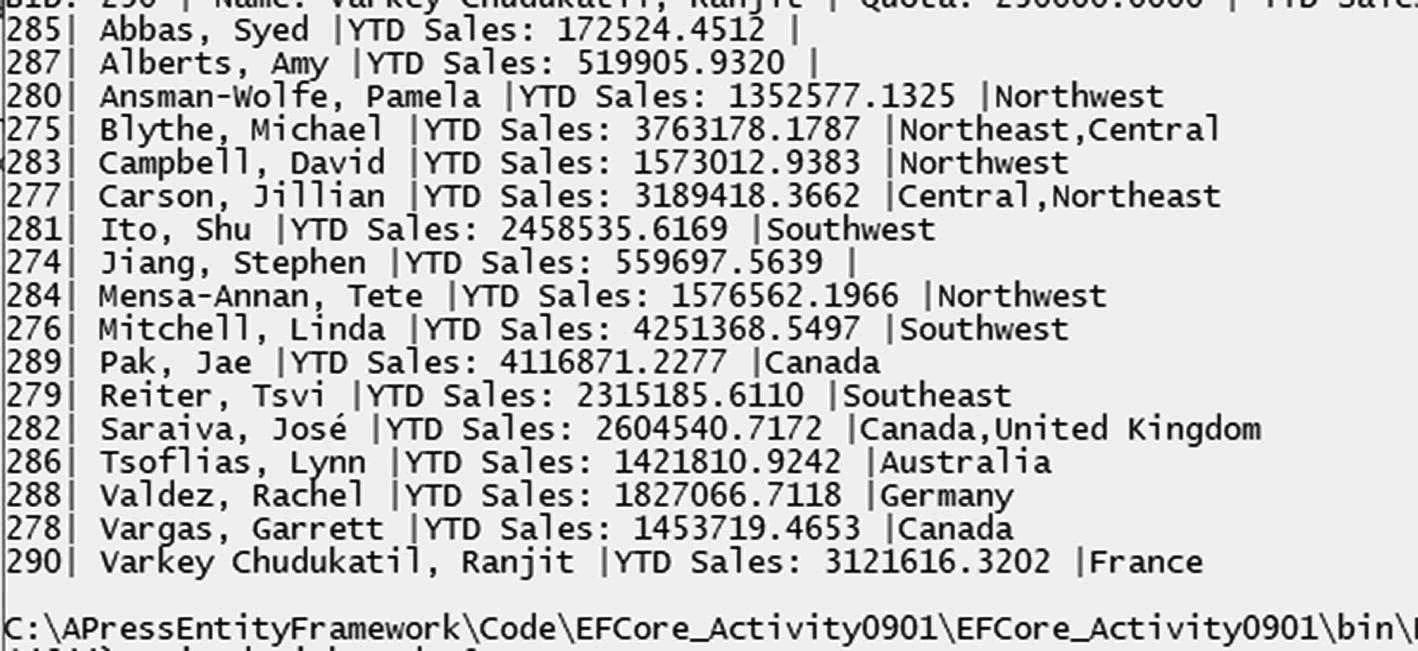 285| Abbas, Syed |YTD Sales: 172524.4512 |
287| Alberts, Amy |YTD Sales: 519905.9320 |
280| Ansman-Wolfe, Pamela |YTD Sales: 1352577.1325 |Northwest
275| Blythe, Michael |YTD Sales: 3763178.1787 |Northeast,Central
283| Campbell, David |YTD Sales: 1573012.9383 |Northwest
277| Carson, Jillian |YTD Sales: 3189418.3662 |Central,Northeast
281| Ito, Shu |YTD Sales: 2458535.6169 |Southwest
274| Jiang, Stephen |YTD Sales: 559697.5639 |
284| Mensa-Annan, Tete |YTD Sales: 1576562.1966 |Northwest
276| Mitchell, Linda |YTD Sales: 4251368.5497 |Southwest
289| Pak, Jae |YTD Sales: 4116871.2277 |Canada
279| Reiter, Tsvi |YTD Sales: 2315185.6110 |Southeast
282| Saraiva, José |YTD Sales: 2604540.7172 |Canada,United Kingdom
286| Tsoflias, Lynn |YTD Sales: 1421810.9242 |Australia
288| Valdez, Rachel |YTD Sales: 1827066.7118 |Germany
278| Vargas, Garrett |YTD Sales: 1453719.4653 |Canada
290| Varkey Chudukatil, Ranjit |YTD Sales: 3121616.3202 |France
C:\APressEntityFramework\Code\EFCore_Activity0901\EFCore_Activity0901\bin\